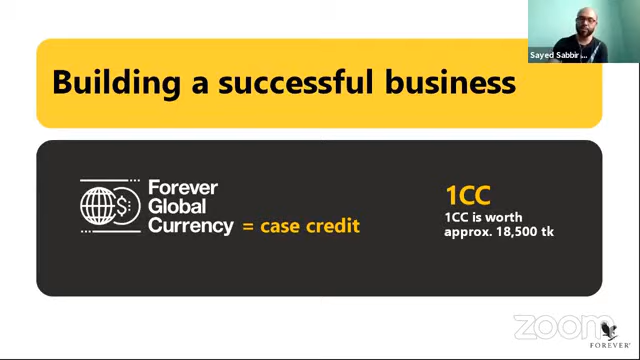 Sayed Sabbir ...
Building a successful business
Forever
Global
Currency = case credit
1CC
1CC is worth
approx. 18,500 tk
zoom
FOREVER